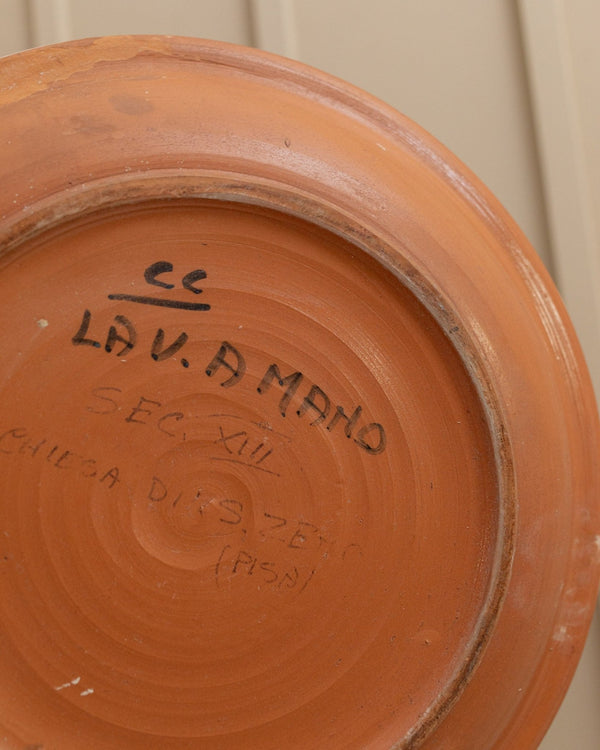 cc
LAV. A MANO
SEC. XIII
CHIESA DI S. ZENO
(PISA)